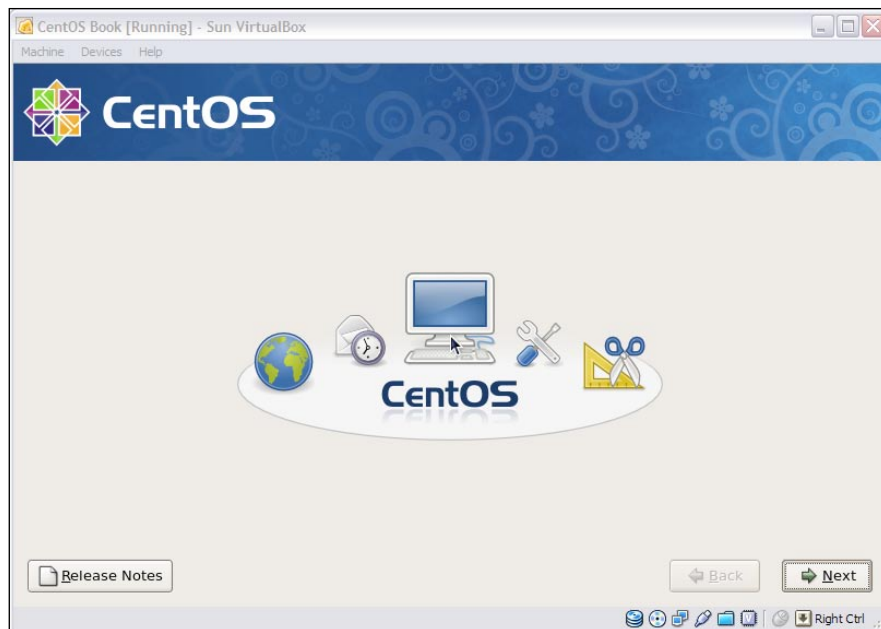 CentOS Book [Running] - Sun VirtualBox
Machine Devices Help
CentOS
CentOS
Release Notes
Back
Next
Right Ctrl